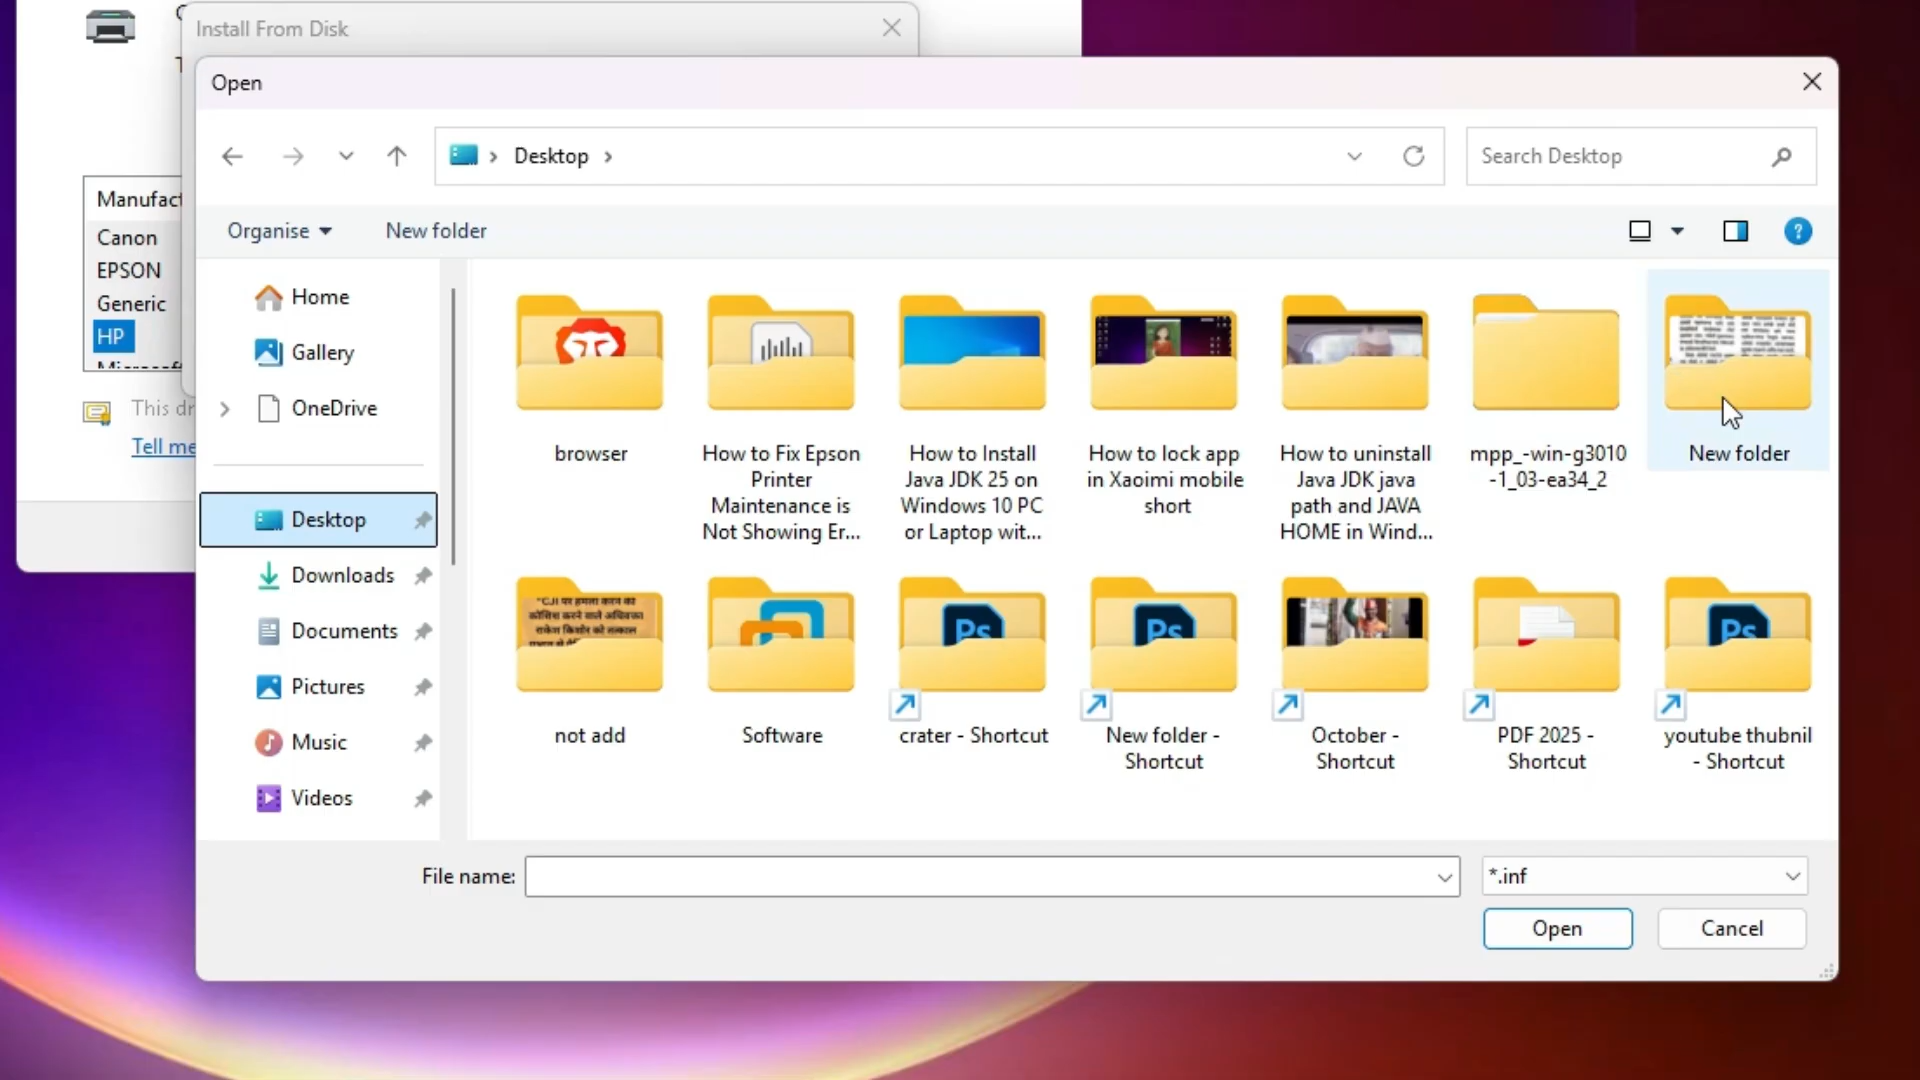 Install From Disk
Open
Desktop
Search Desktop
Organise
New folder
Manufact
Canon
EPSON
Generic
HP
This dr
Tell me
Home
Gallery
OneDrive
Desktop
Downloads
Documents
Pictures
Music
Videos
browser
How to Fix Epson
Printer
Maintenance is
Not Showing Er...
How to Install
Java JDK 25 on
Windows 10 PC
or Laptop wit...
How to lock app
in Xaoimi mobile
short
How to uninstall
Java JDK java
path and JAVA
HOME in Wind...
mpp_-win-g3010
-1_03-ea34_2
New folder
not add
Software
Ps
crater - Shortcut
Ps
New folder -
Shortcut
October -
Shortcut
PDF 2025 -
Shortcut
Ps
youtube thubnil
- Shortcut
File name:
*.inf
Open
Cancel